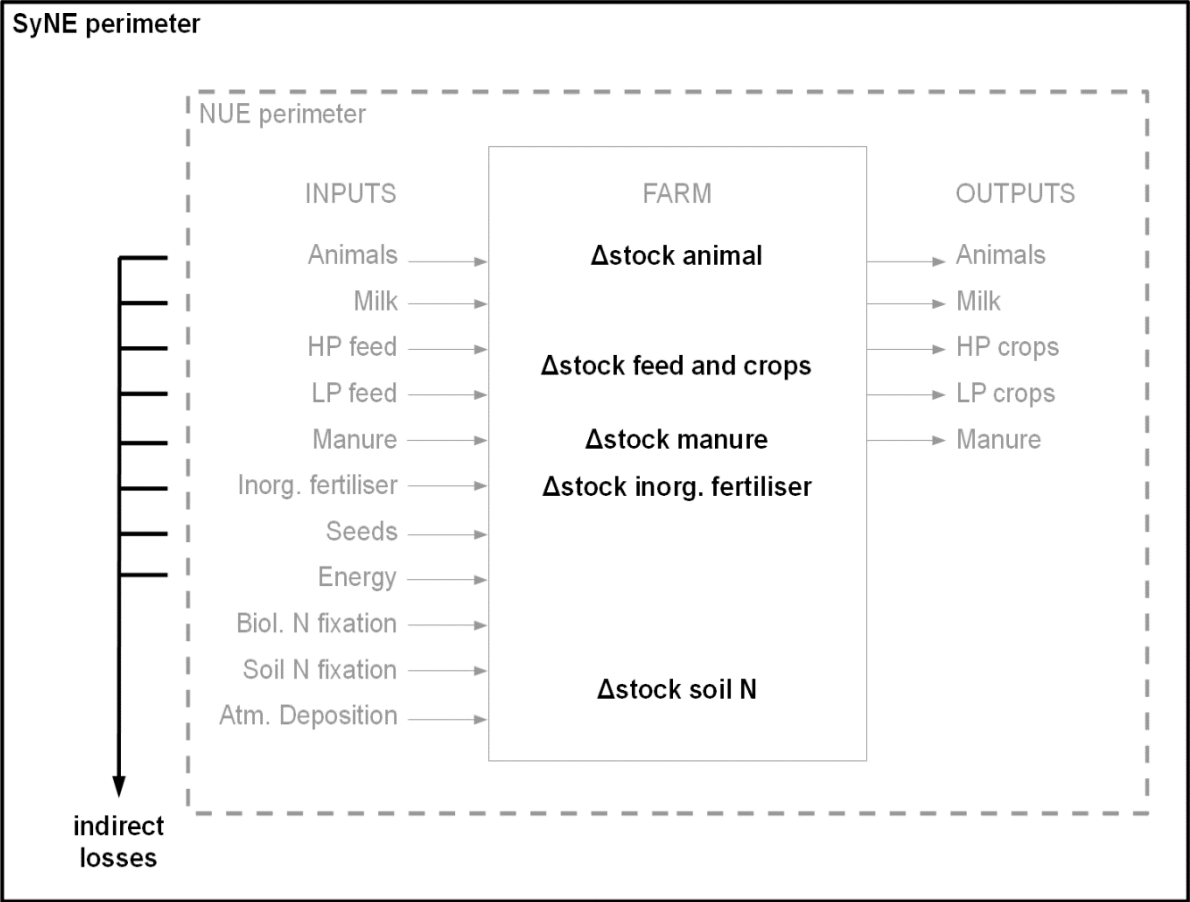 SyNE perimeter
NUE perimeter
INPUTS FARM OUTPUTS
Animals Δstock animal Animals
Milk Milk
HP feed HP crops
Δstock feed and crops
LP feed LP crops
Manure Δstock manure Manure
Inorg. fertiliser Δstock inorg. fertiliser
Seeds
Energy
Biol. N fixation
Soil N fixation
Δstock soil N
Atm. Deposition
indirect
losses